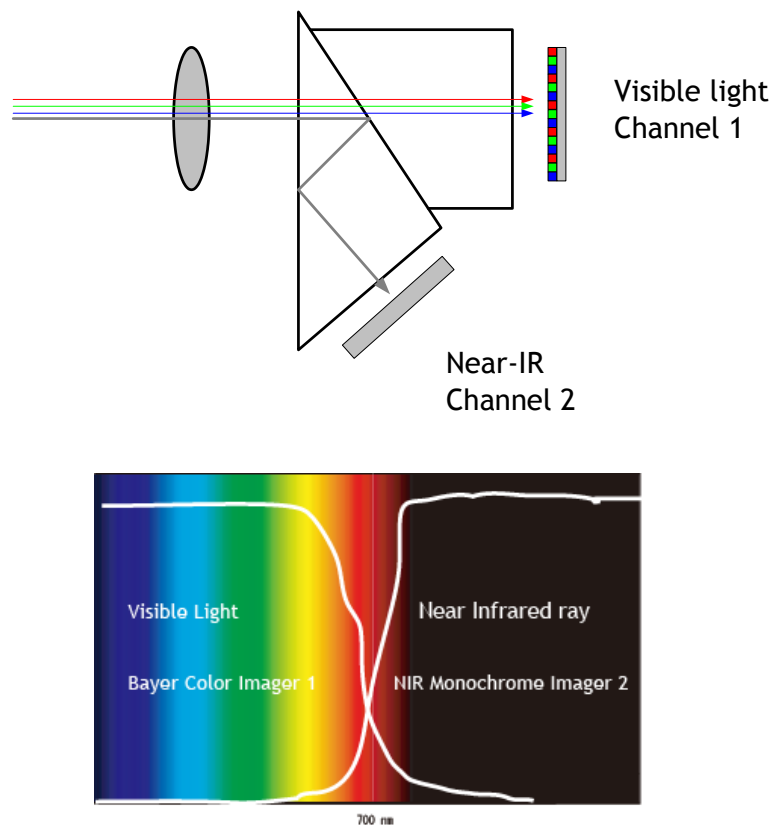 Visible light
Channel 1
Near-IR
Channel 2
Visible Light
Near Infrared ray
Bayer Color Imager 1
NIR Monochrome Imager 2
700 nm